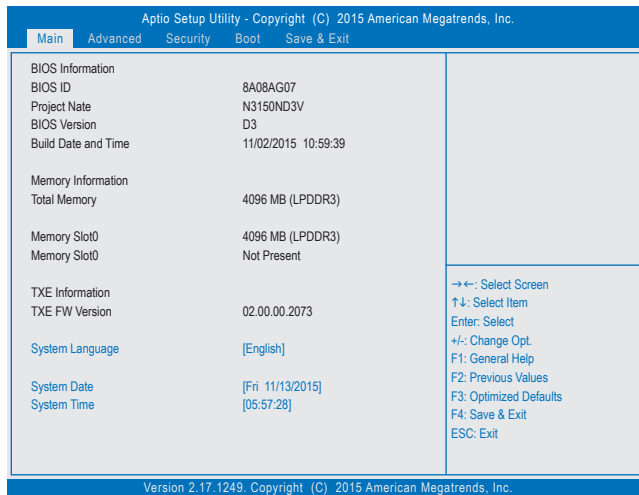 Aptio Setup Utility - Copyright (C) 2015 American Megatrends, Inc.
Main Advanced Security Boot Save & Exit
BIOS Information
BIOS ID 8A08AG07
Project Nate N3150ND3V
BIOS Version D3
Build Date and Time 11/02/2015 10:59:39
Memory Information
Total Memory 4096 MB (LPDDR3)
Memory Slot0 4096 MB (LPDDR3)
Memory Slot0 Not Present
TXE Information
TXE FW Version 02.00.00.2073
System Language [English]
System Date [Fri 11/13/2015]
System Time [05:57:28]
→←: Select Screen
↑↓: Select Item
Enter: Select
+/-: Change Opt.
F1: General Help
F2: Previous Values
F3: Optimized Defaults
F4: Save & Exit
ESC: Exit
Version 2.17.1249. Copyright (C) 2015 American Megatrends, Inc.